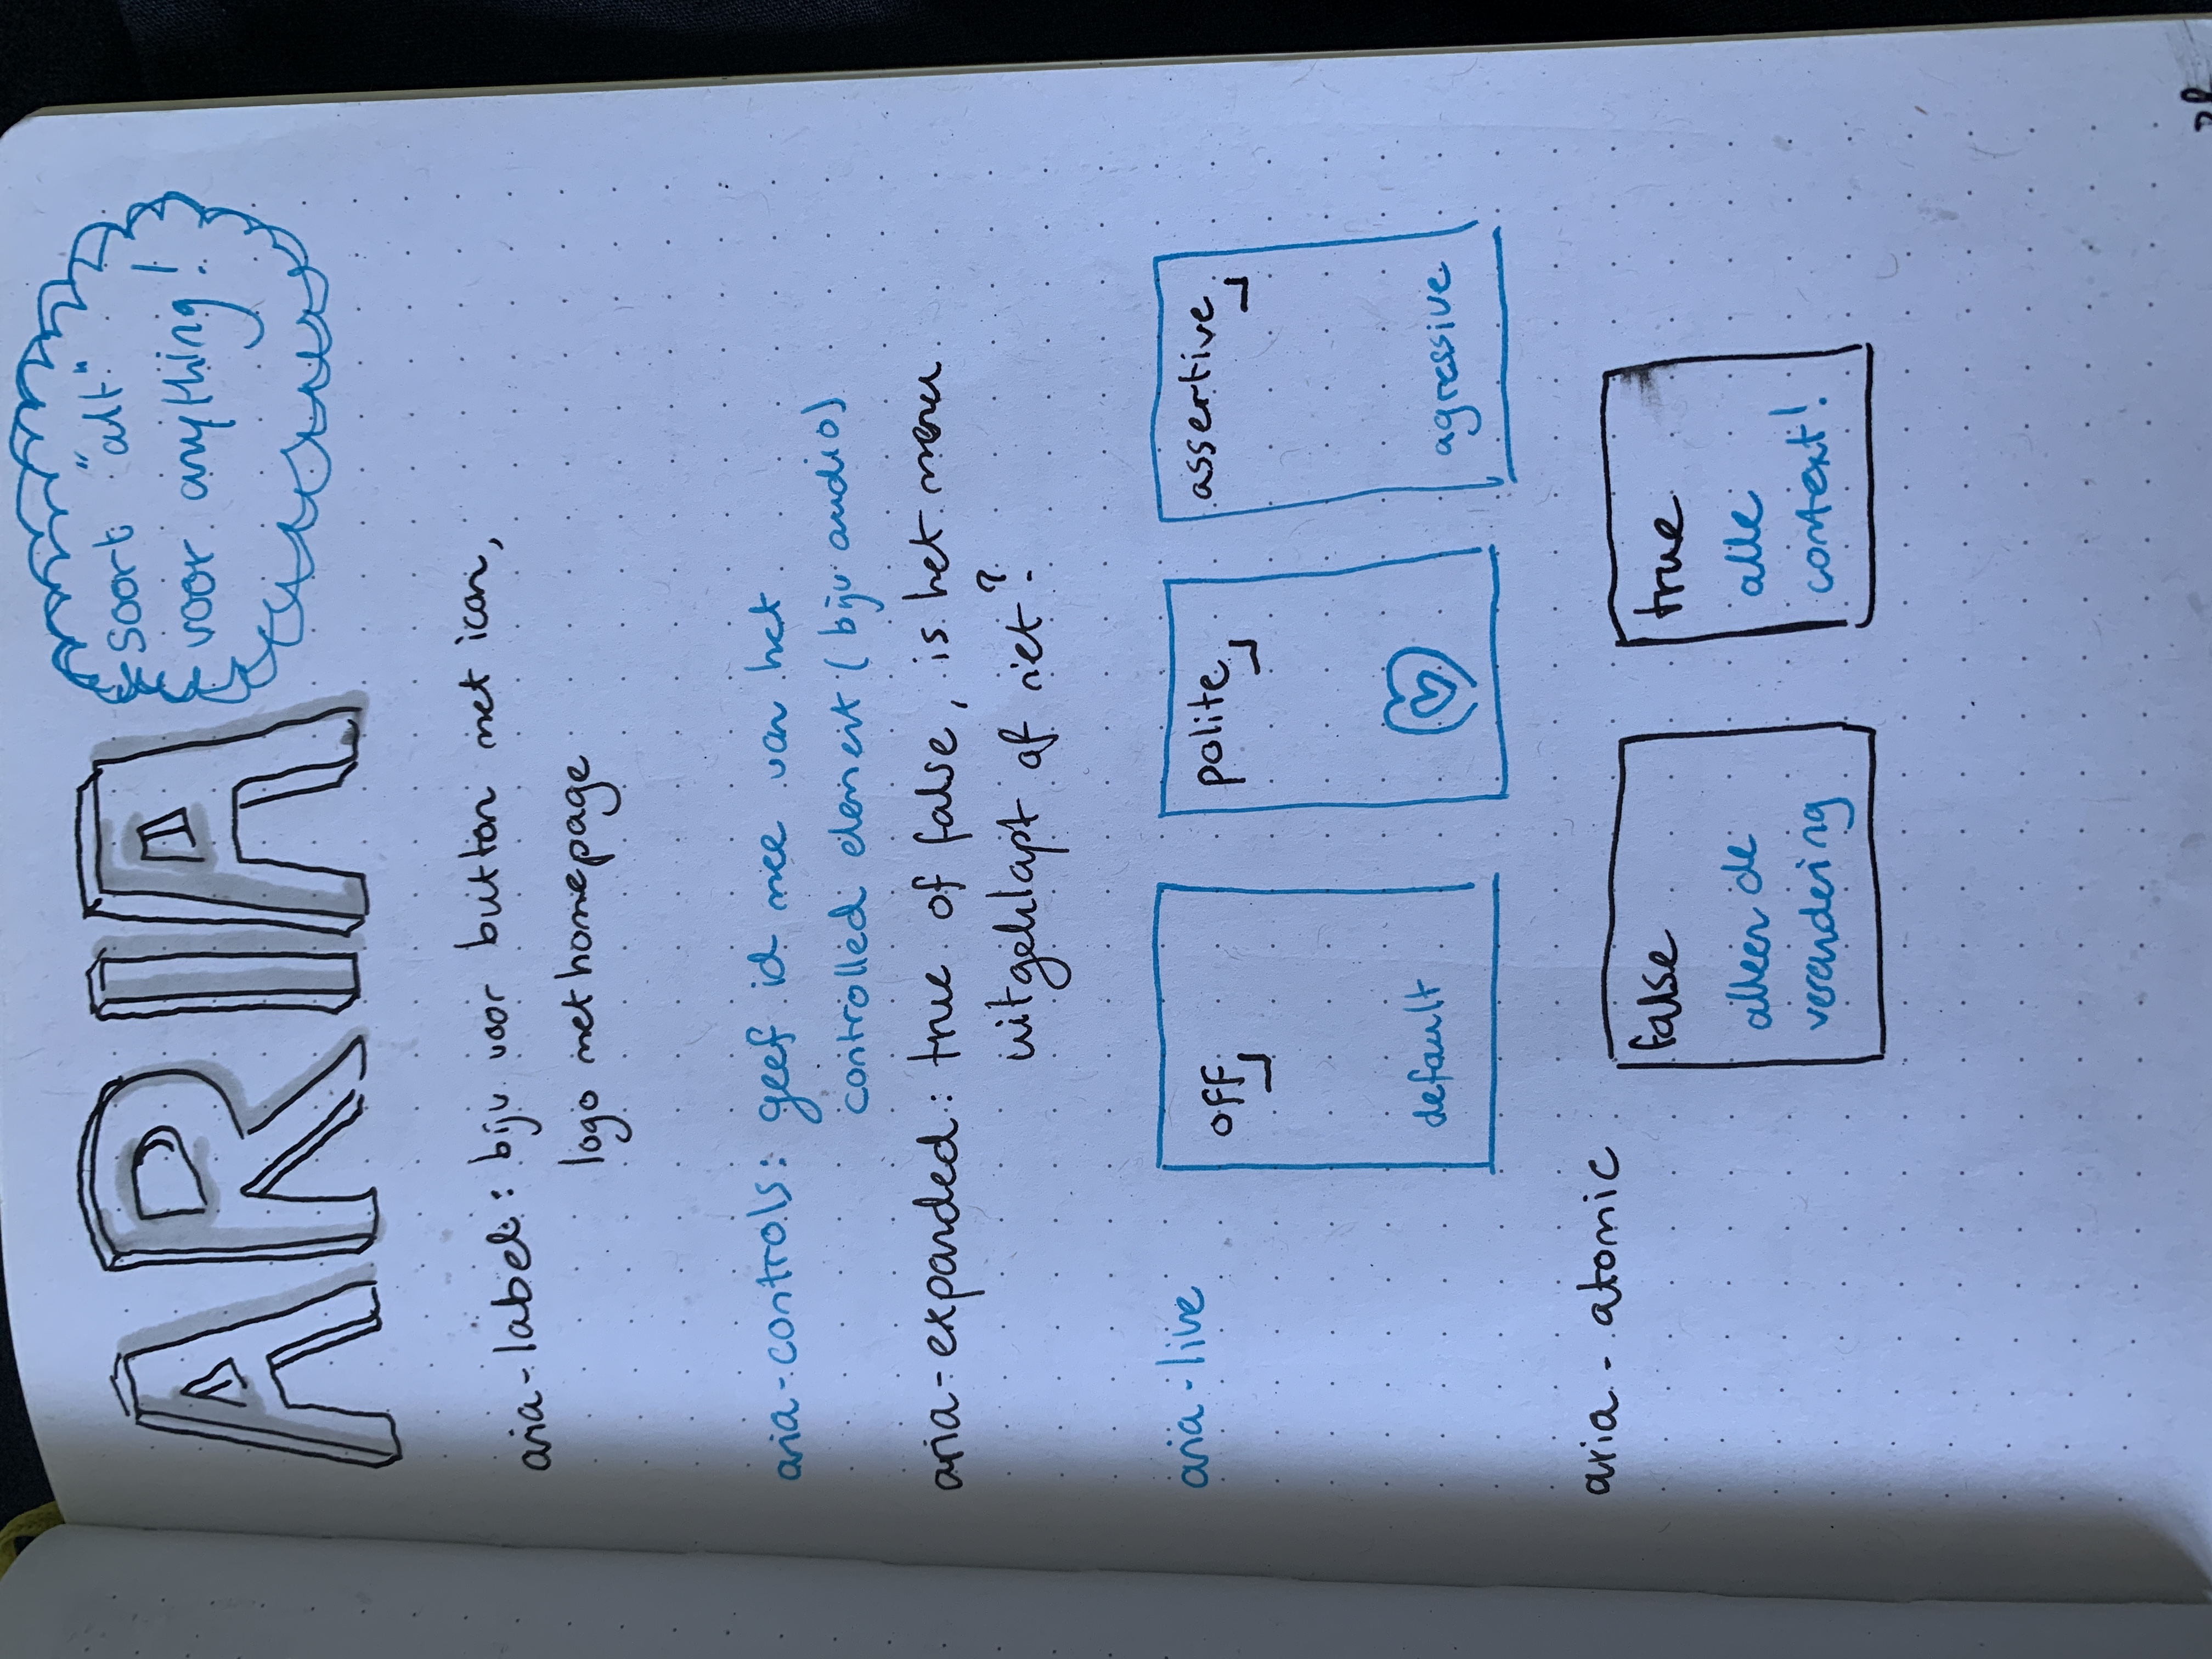 ARIA
soort "alt"
voor anything!
aria-label: bijv voor button met icon,
logo met homepage
aria-controls: geef id mee van het
controlled element (bijv audio)
aria-expanded: true of false, is het menu
uitgeklapt of niet?
aria-live
off
default
polite
assertive
agressive
aria-atomic
false
alleen de
verandering
true
alle
context!